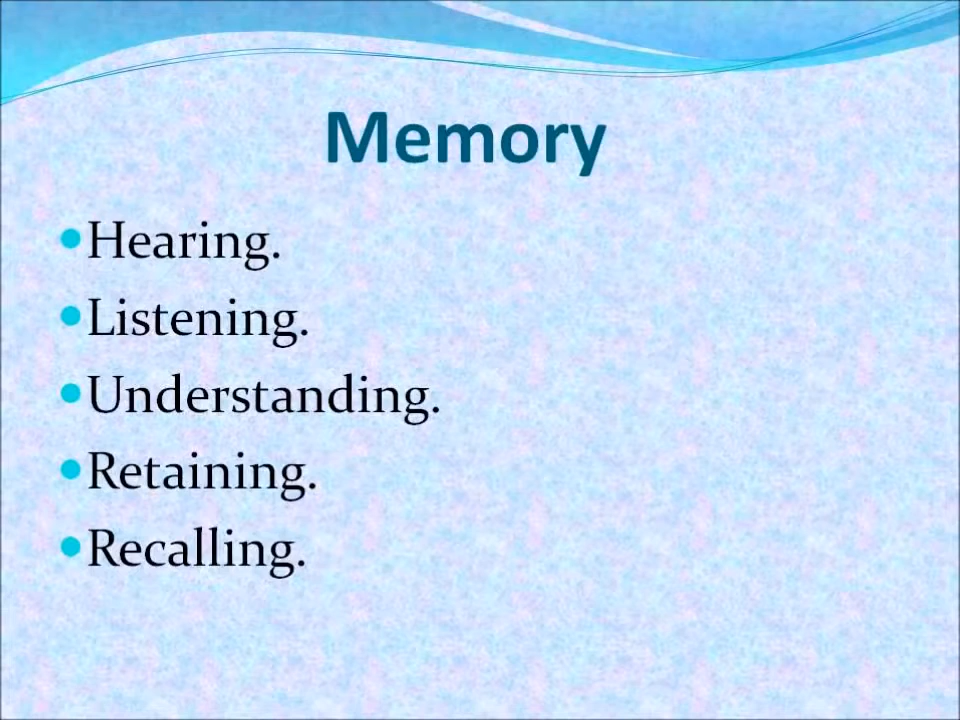 Memory
Hearing.
Listening.
Understanding.
Retaining.
Recalling.